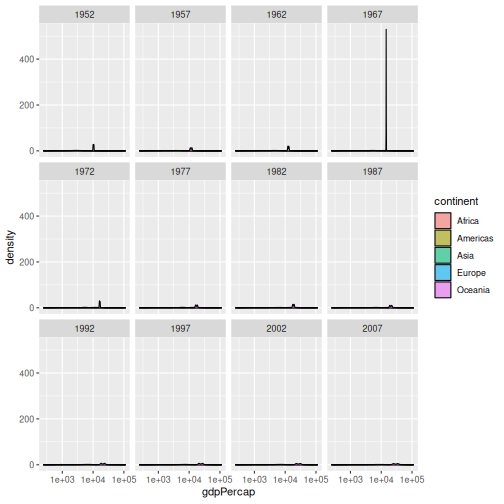 1952 1957 1962 1967
400
200
0
1972 1977 1982 1987
400
200
0
1992 1997 2002 2007
400
200
0
1e+03 1e+04 1e+05 1e+03 1e+04 1e+05 1e+03 1e+04 1e+05 1e+03 1e+04 1e+05
gdpPercap
density
continent
Africa
Americas
Asia
Europe
Oceania